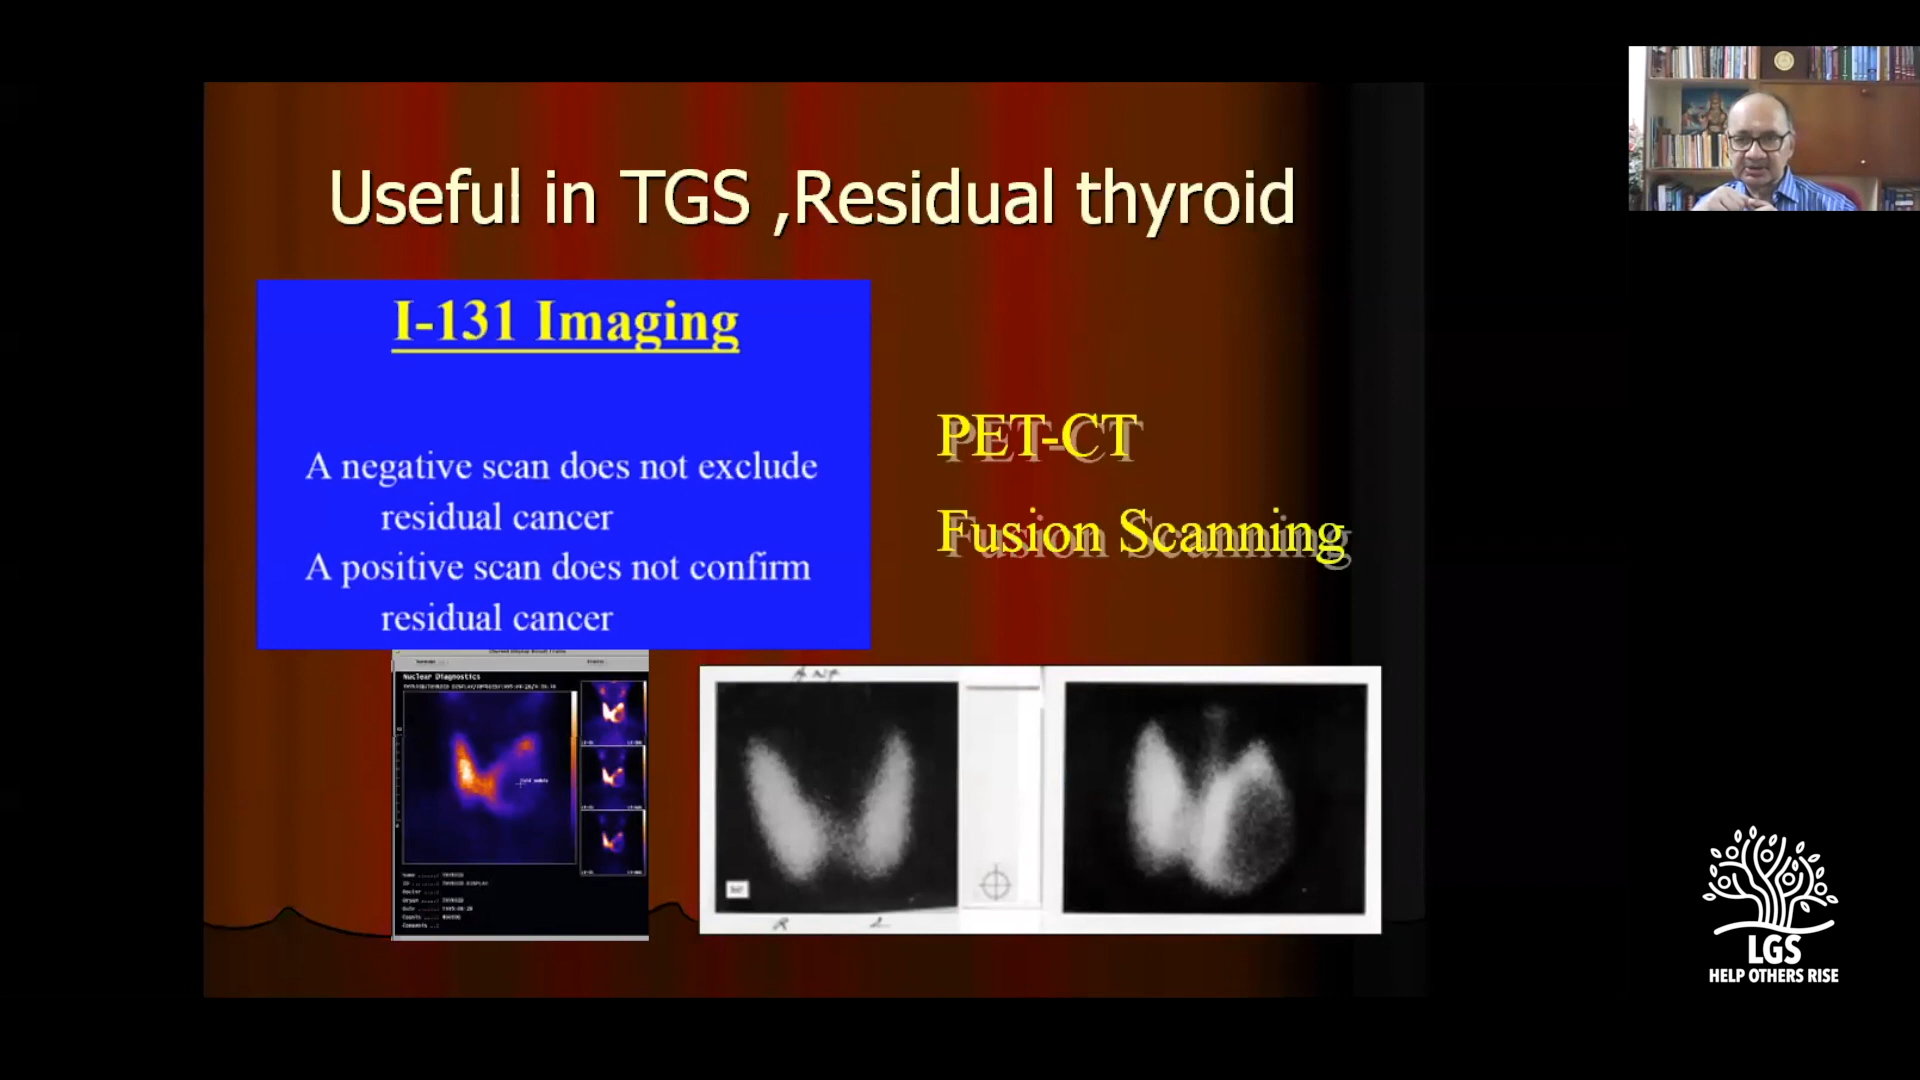 Useful in TGS ,Residual thyroid
I-131 Imaging
A negative scan does not exclude
residual cancer
A positive scan does not confirm
residual cancer
PET-CT
Fusion Scanning
Nuclear Diagnostics
R
L
LGS
HELP OTHERS RISE